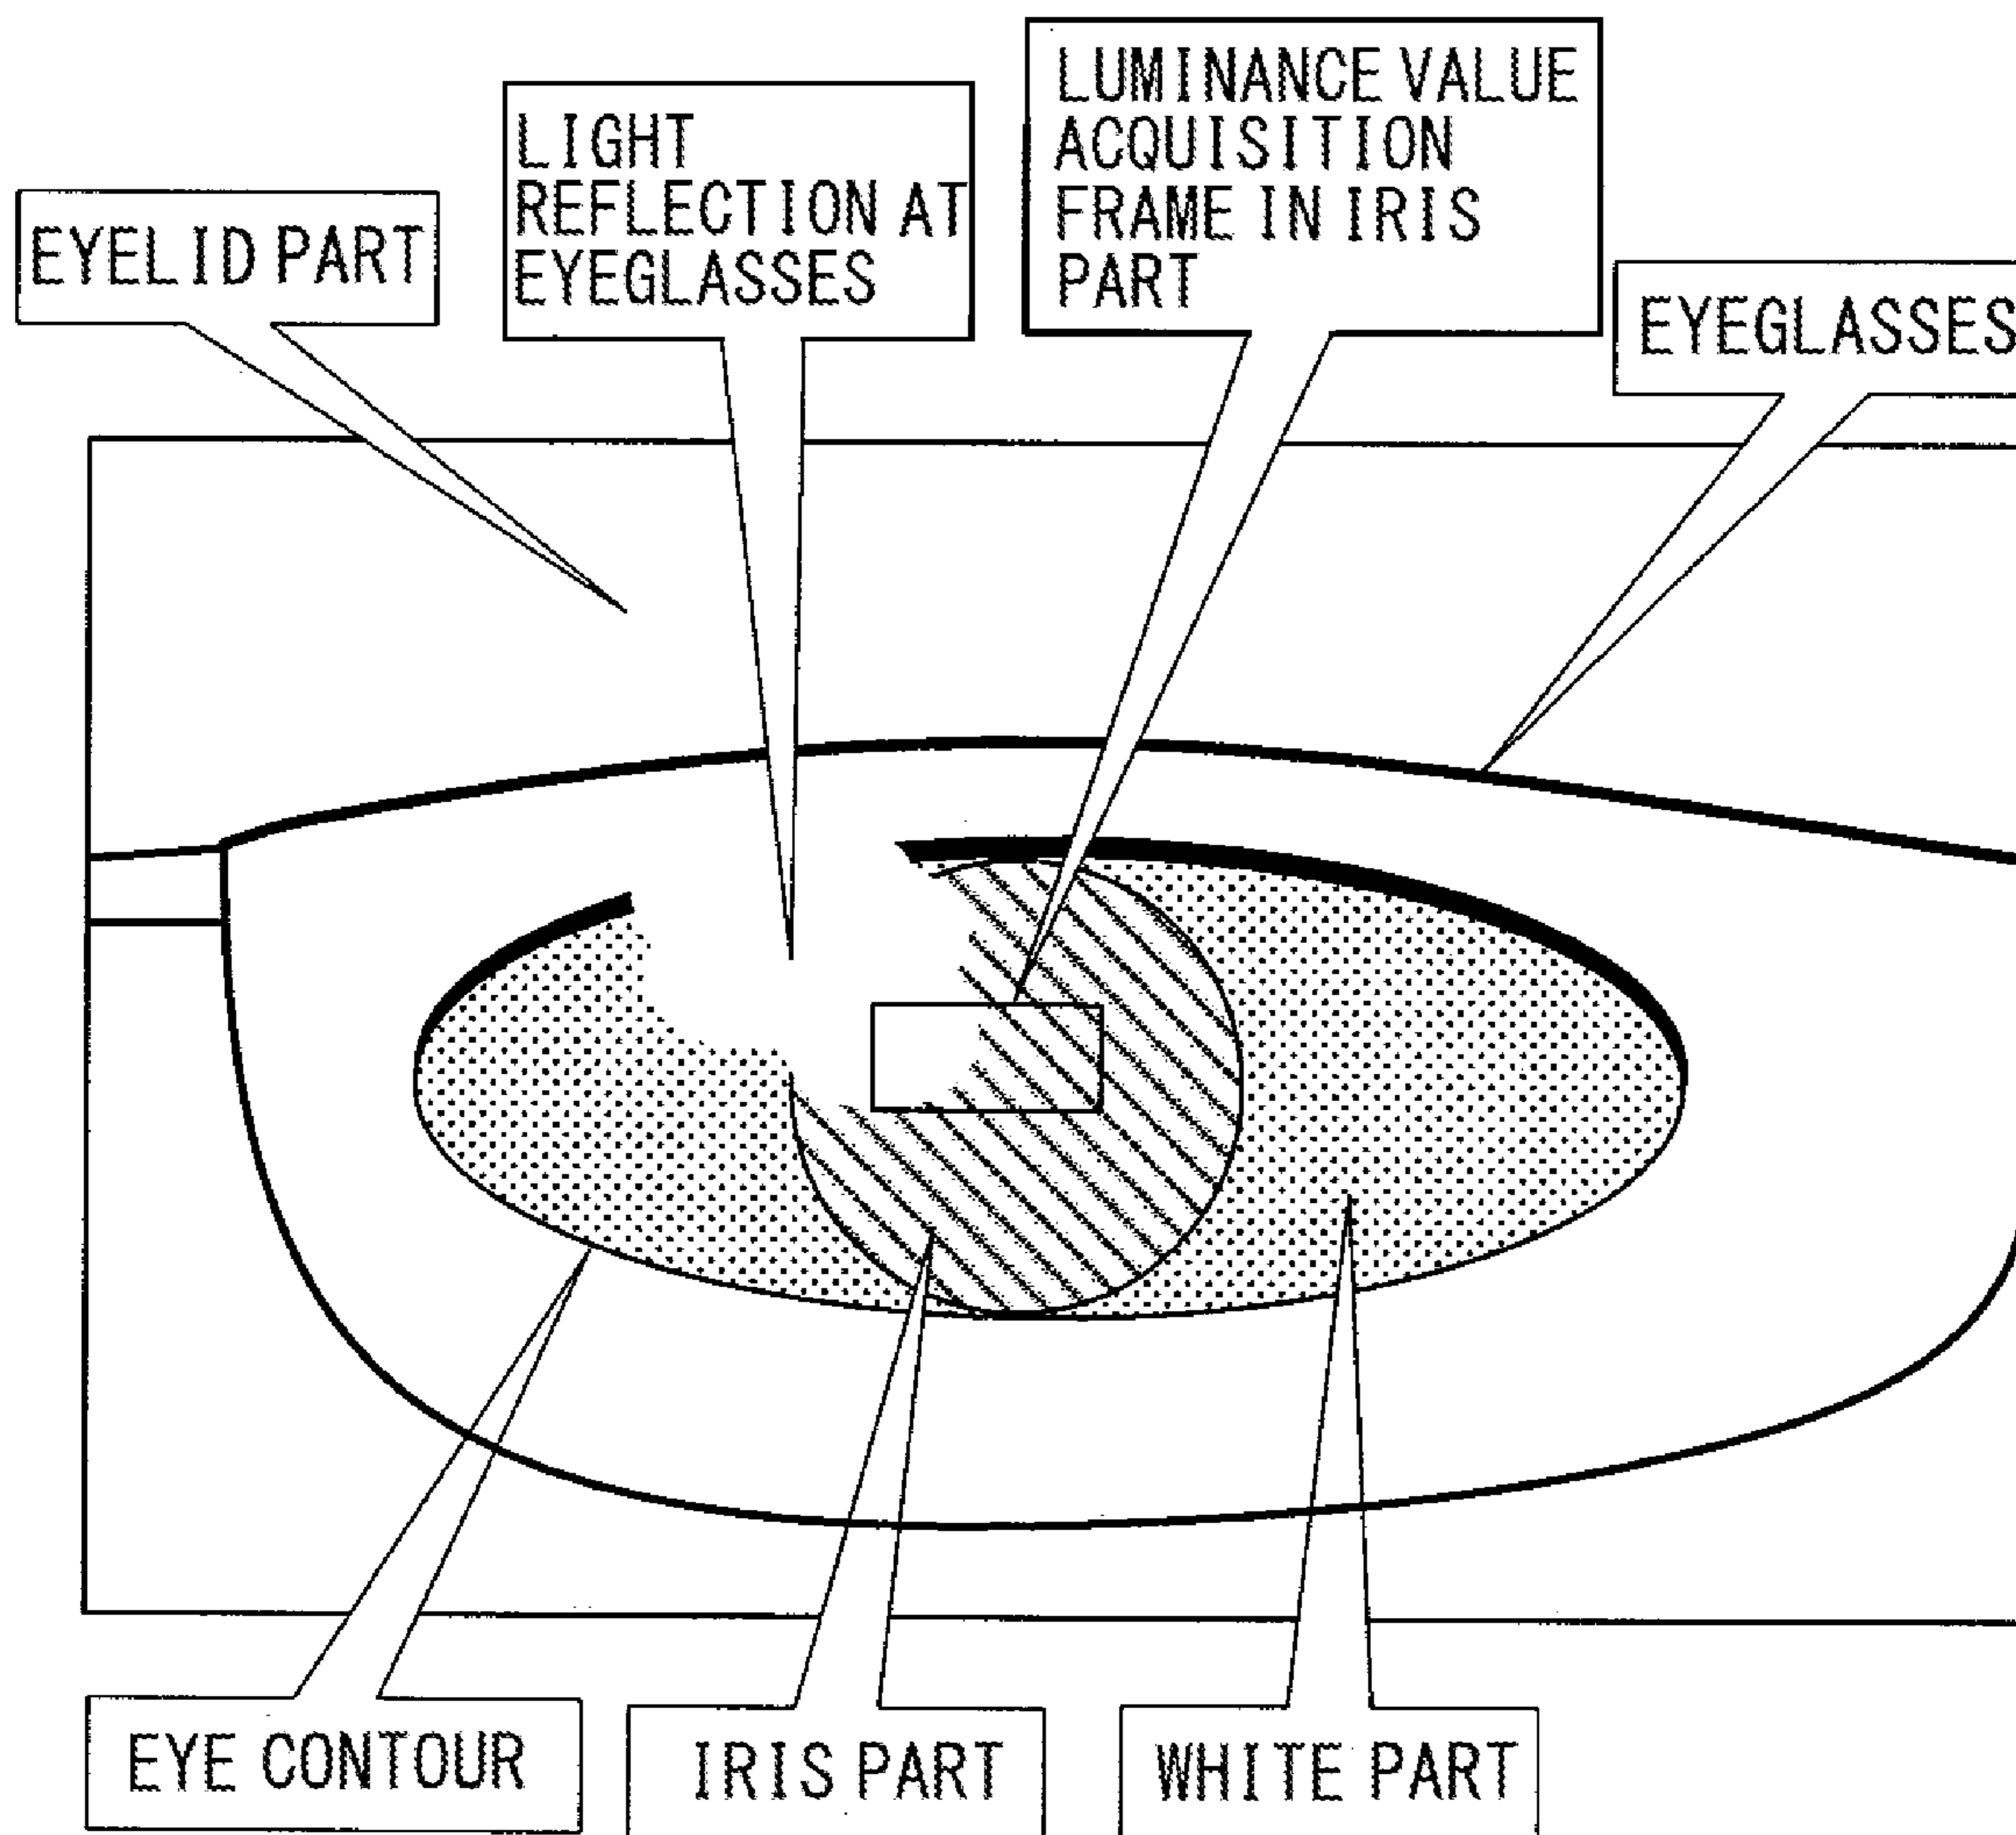 LUMINANCE VALUE
ACQUISITION
FRAME IN IRIS
PART
LIGHT
REFLECTION AT
EYEGLASSES
EYELID PART
EYEGLASSES
EYE CONTOUR
IRIS PART
WHITE PART